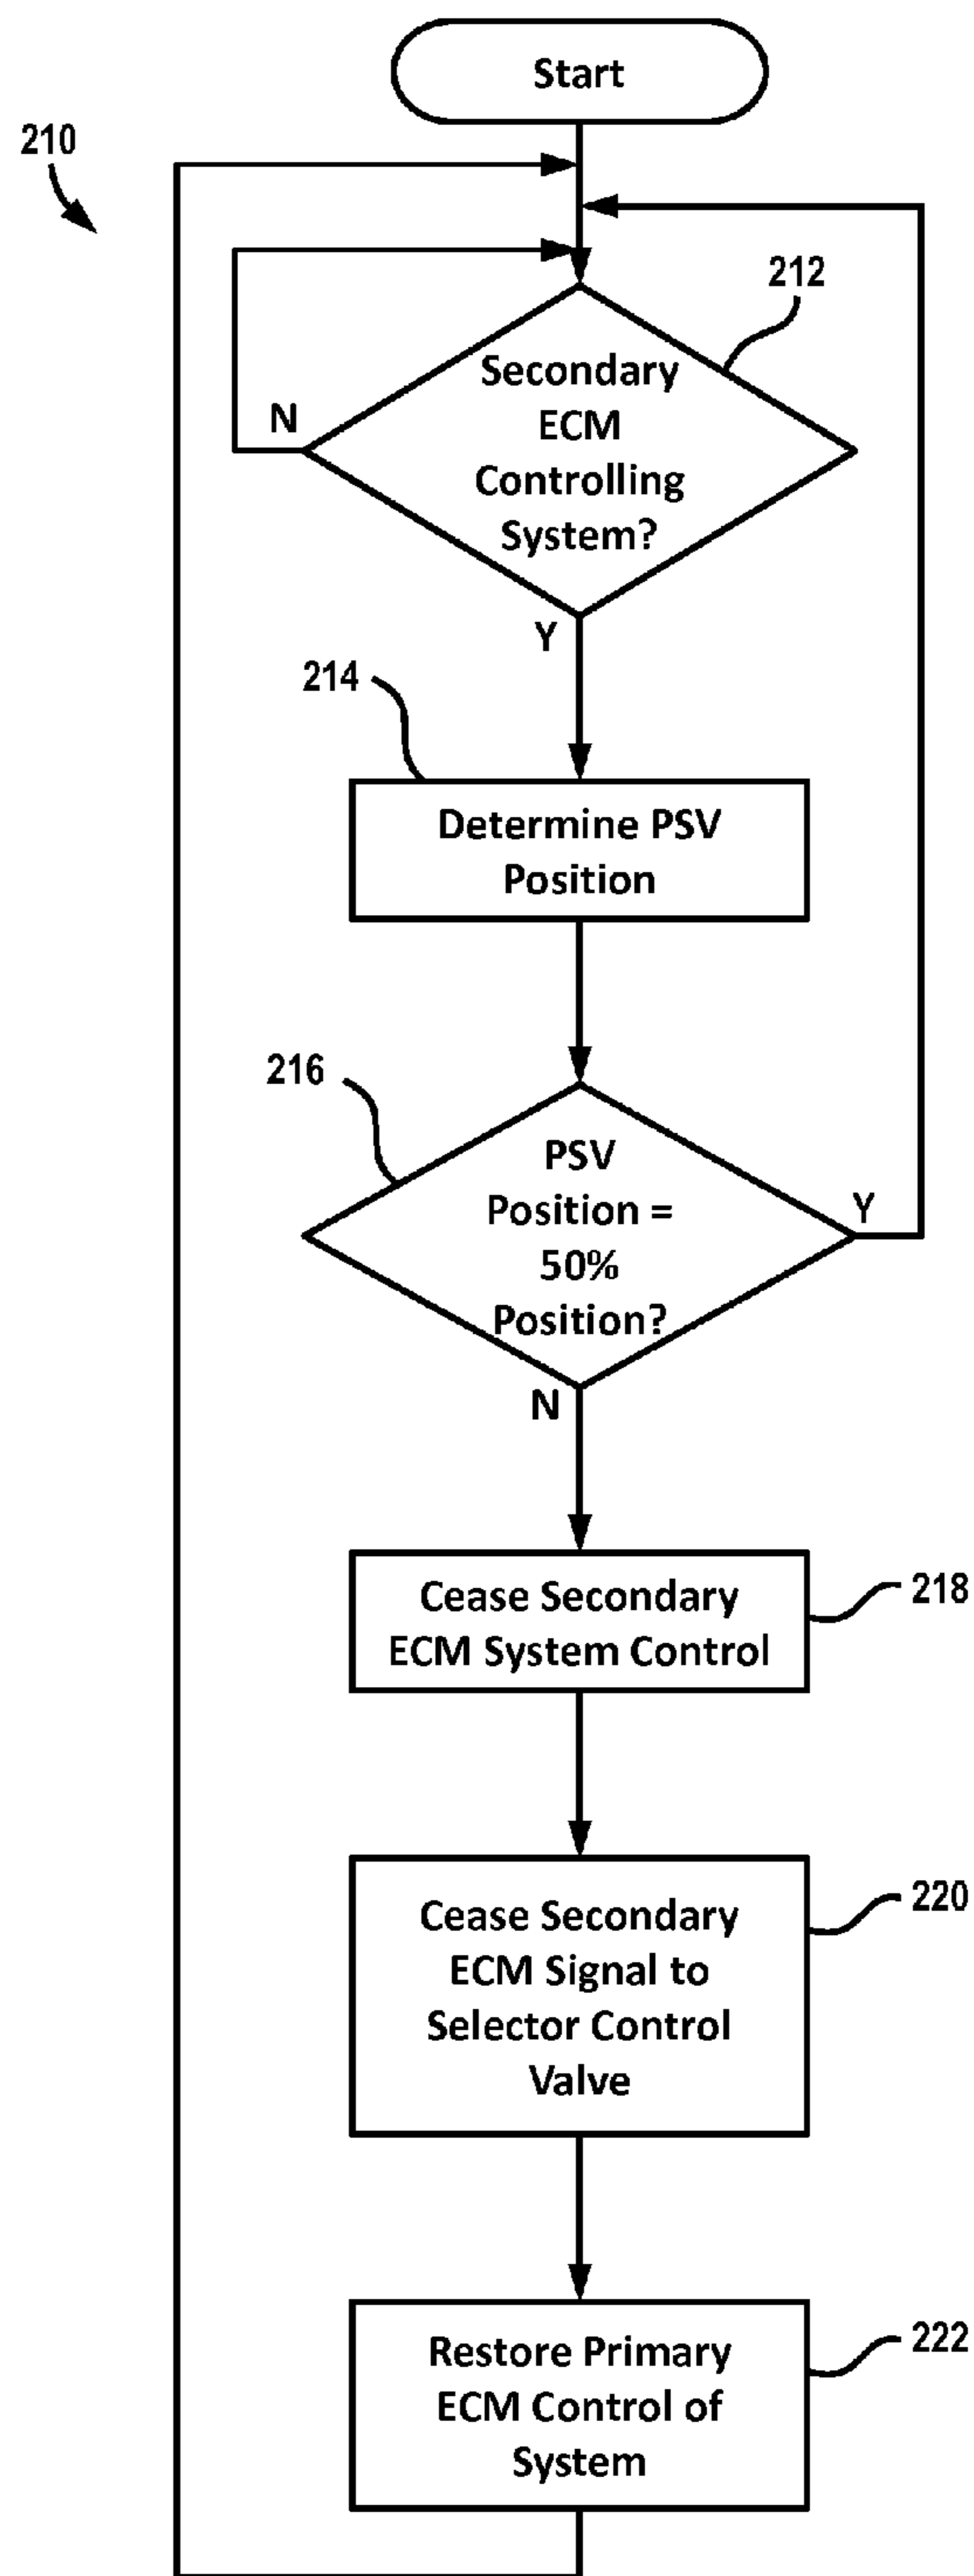 Start
210
212
Secondary
ECM
Controlling
System?
N
Y
214
Determine PSV
Position
216
PSV
Position =
50%
Position?
Y
N
Cease Secondary
ECM System Control
218
Cease Secondary
ECM Signal to
Selector Control
Valve
220
Restore Primary
ECM Control of
System
222